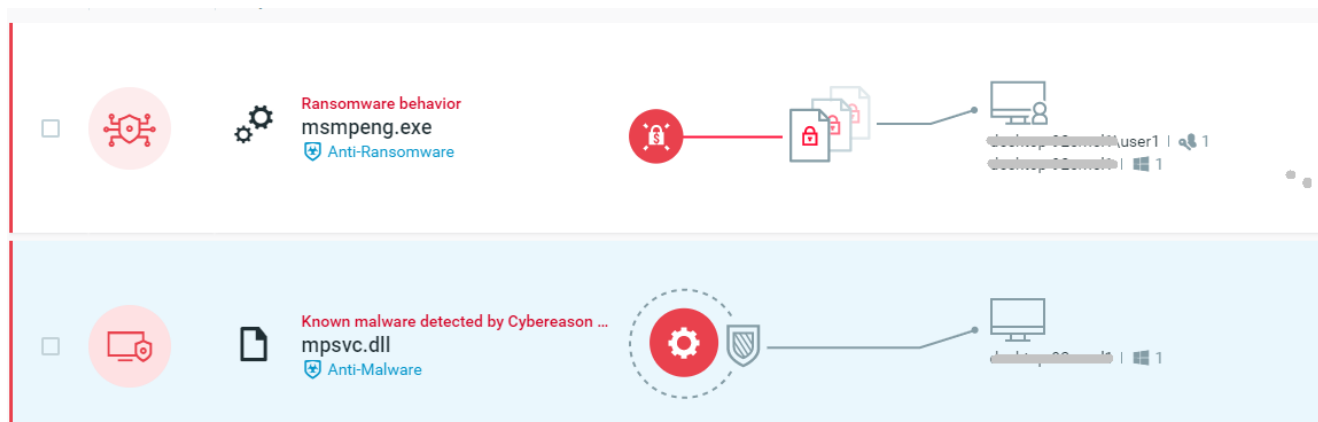 Ransomware behavior
msmpeng.exe
Anti-Ransomware
\user1 | 1
| 1
Known malware detected by Cybereason ...
mpsvc.dll
Anti-Malware
| 1